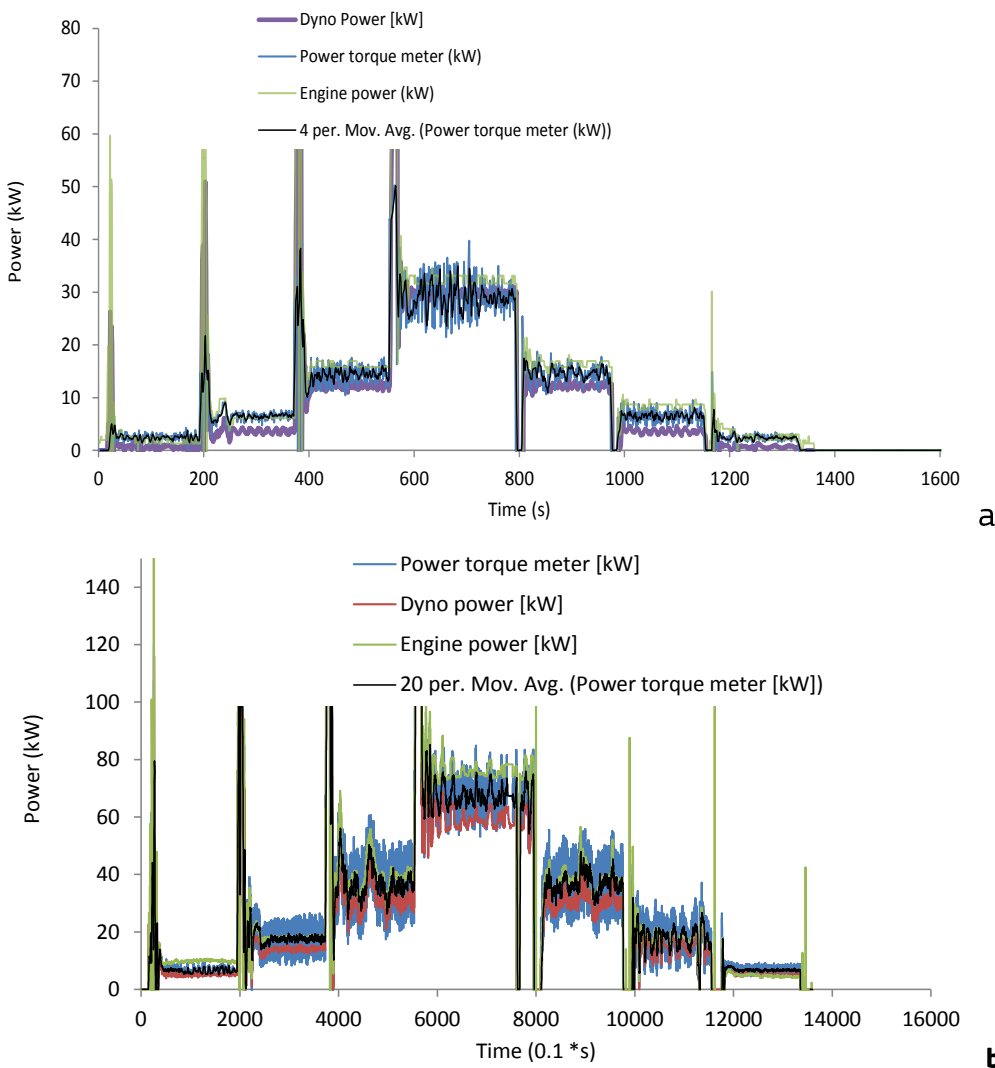 Dyno Power [kW]
Power torque meter (kW)
Engine power (kW)
4 per. Mov. Avg. (Power torque meter (kW))
80
70
60
50
40
30
20
10
0
Power (kW)
0 200 400 600 800 1000 1200 1400 1600
Time (s)
a
Power torque meter [kW]
Dyno power [kW]
Engine power [kW]
20 per. Mov. Avg. (Power torque meter [kW])
140
120
100
80
60
40
20
0
Power (kW)
0 2000 4000 6000 8000 10000 12000 14000 16000
Time (0.1 *s)
b